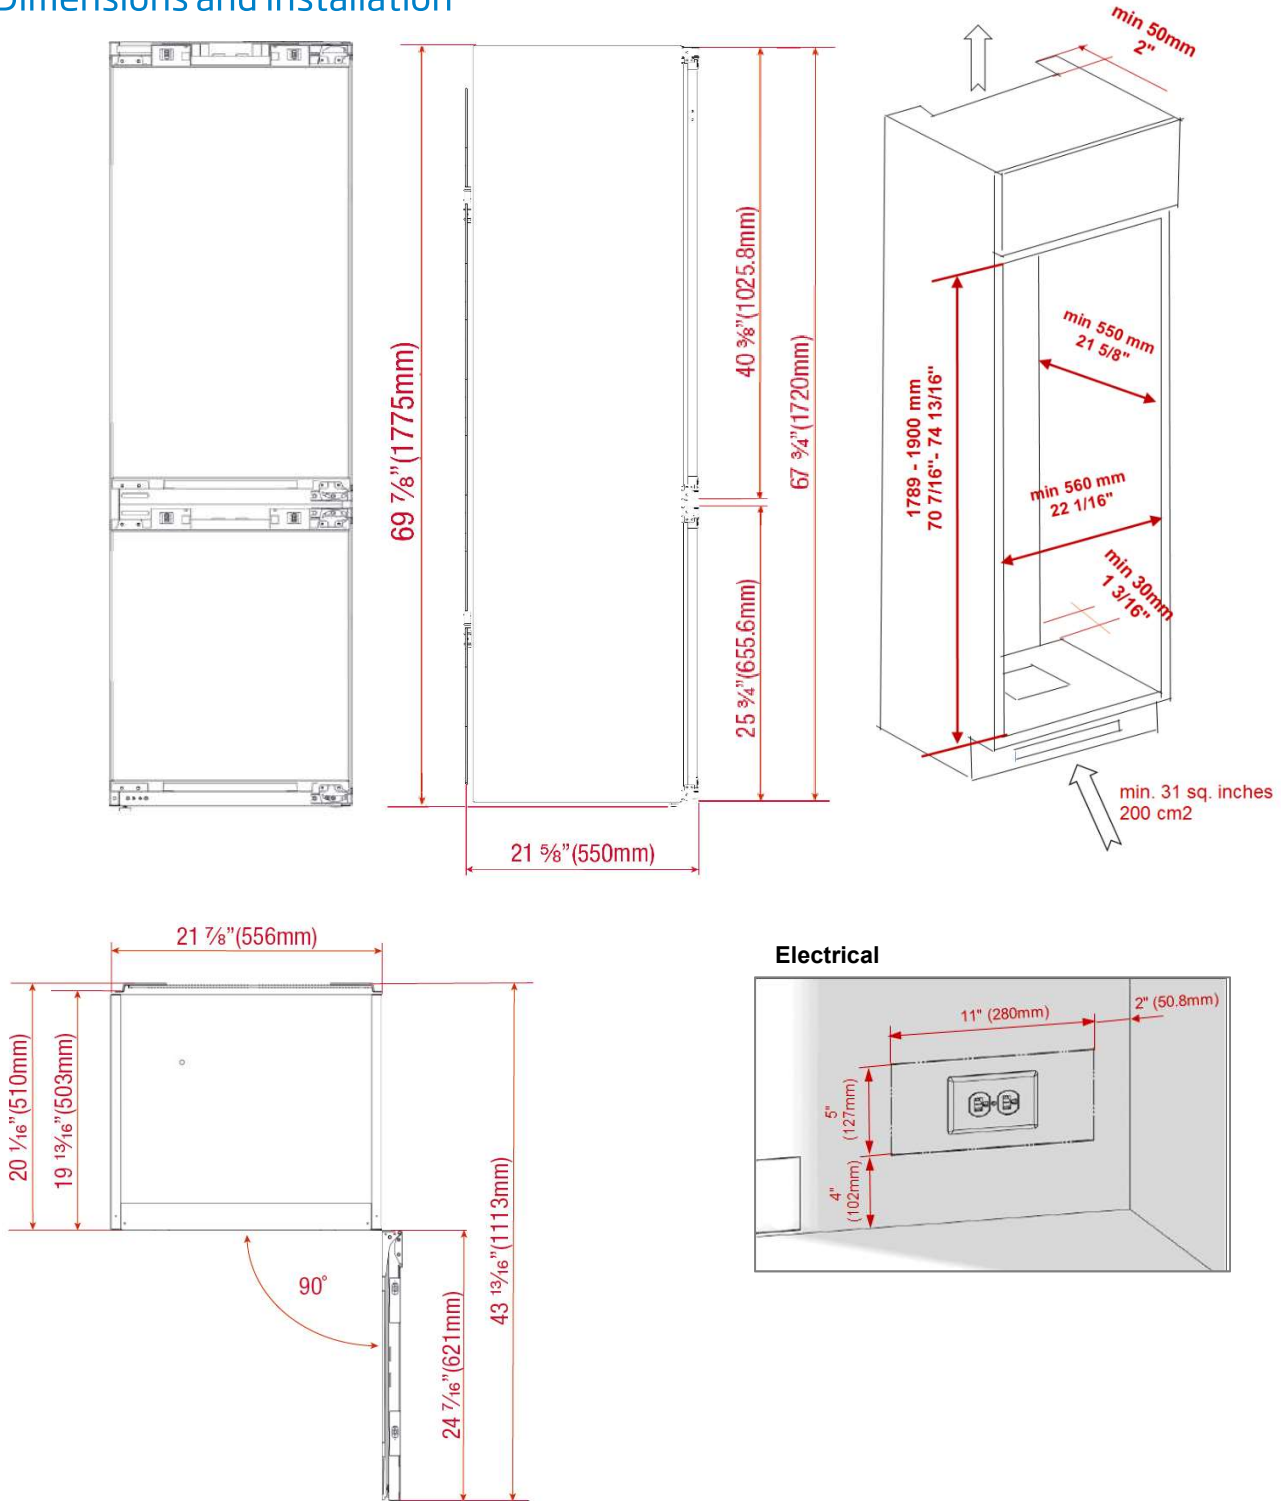 Dimensions and Installation
min 50mm
2"
69 ⅞”(1775mm)
40 ⅜”(1025.8mm)
67 ¾”(1720mm)
25 ¾”(655.6mm)
21 ⅝”(550mm)
1789 - 1900 mm
70 7/16"- 74 13/16"
min 550 mm
21 5/8"
min 560 mm
22 1/16"
min 30mm
1 3/16"
min. 31 sq. inches
200 cm2
21 ⅞”(556mm)
20 1⁄16”(510mm)
19 13⁄16”(503mm)
43 13⁄16”(1113mm)
24 7⁄16”(621mm)
90°
Electrical
11" (280mm)
2" (50.8mm)
5"
(127mm)
4"
(102mm)